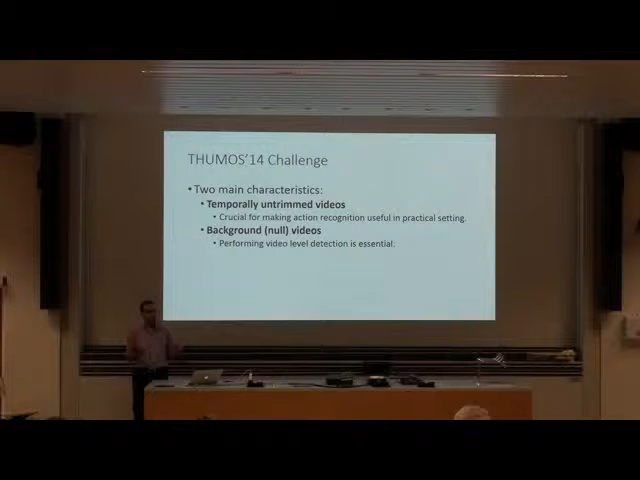 THUMOS'14 Challenge
• Two main characteristics:
• Temporally untrimmed videos
• Crucial for making action recognition useful in practical setting.
• Background (null) videos
• Performing video level detection is essential.